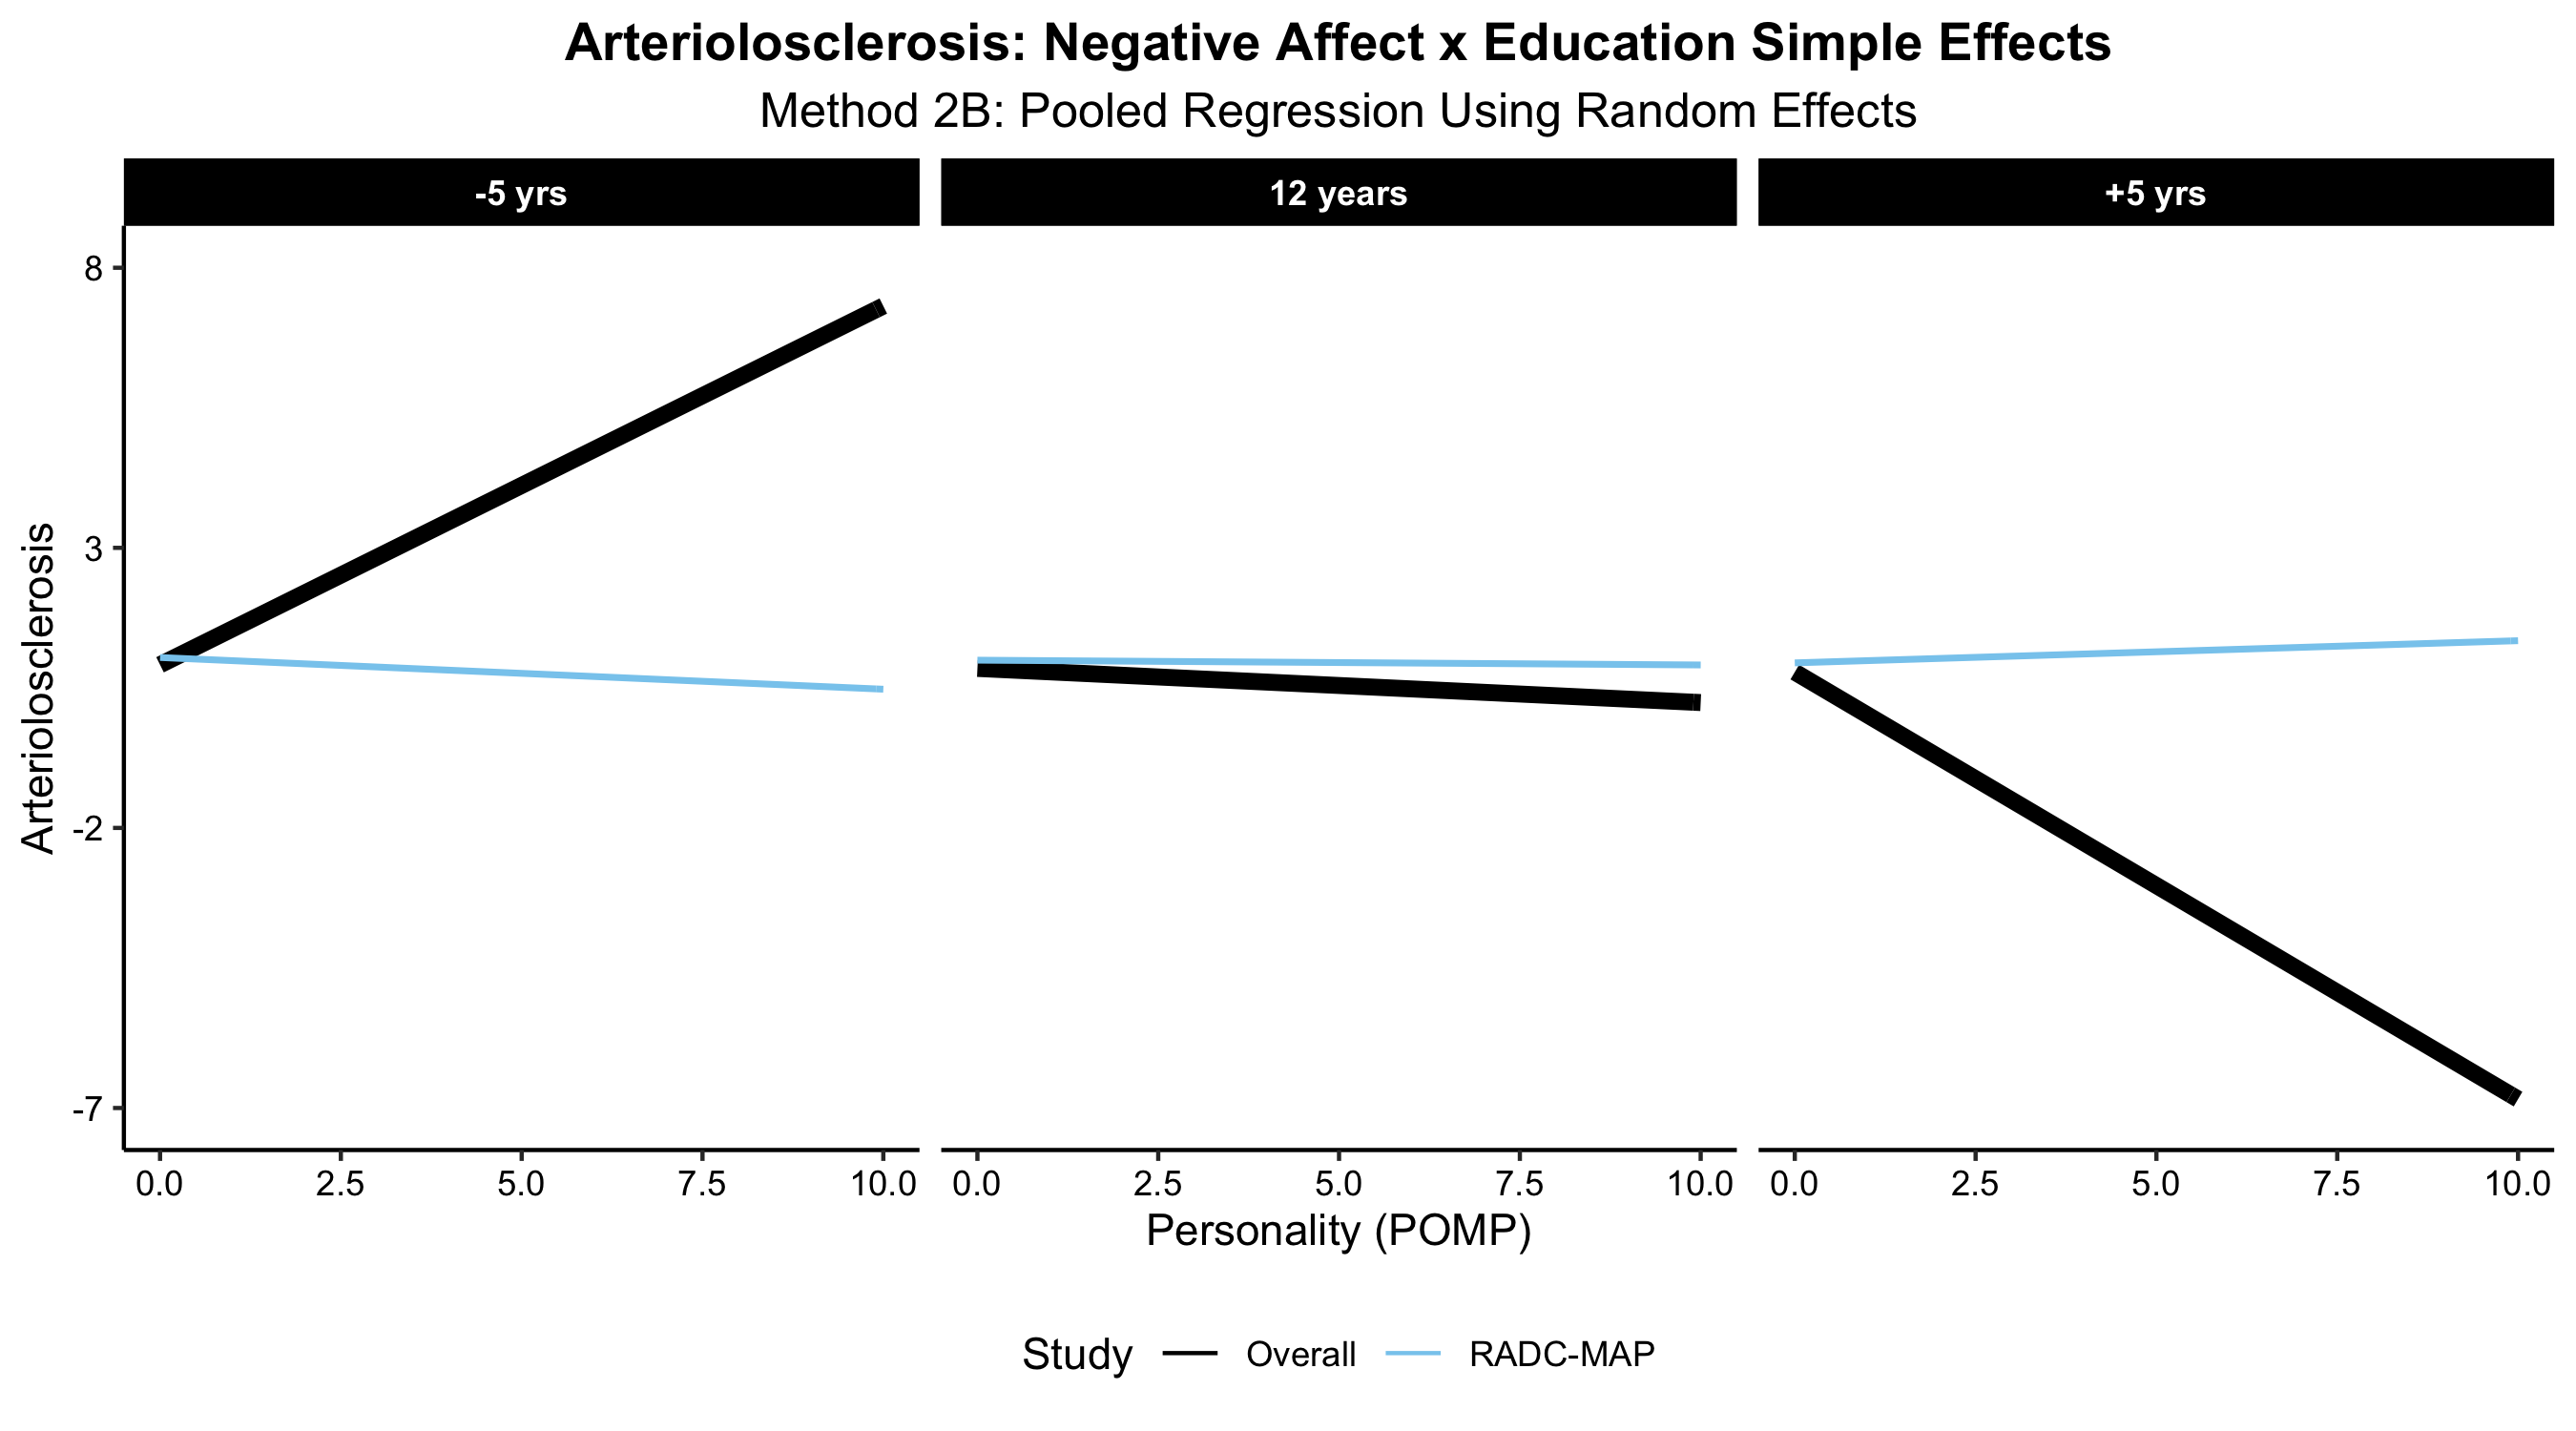 Arteriolosclerosis: Negative Affect x Education Simple Effects
Method 2B: Pooled Regression Using Random Effects
-5 yrs
12 years
+5 yrs
Arteriolosclerosis
8
3
-2
-7
0.0 2.5 5.0 7.5 10.0
0.0 2.5 5.0 7.5 10.0
0.0 2.5 5.0 7.5 10.0
Personality (POMP)
Study Overall RADC-MAP